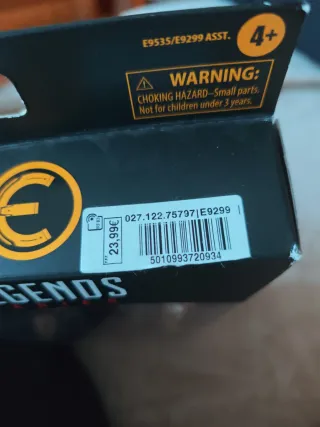 E9535/E9299 ASST.
4+
WARNING:
CHOKING HAZARD–Small parts.
Not for children under 3 years.
027.122.75797|E9299
23,99€
5010993720934
GENDS